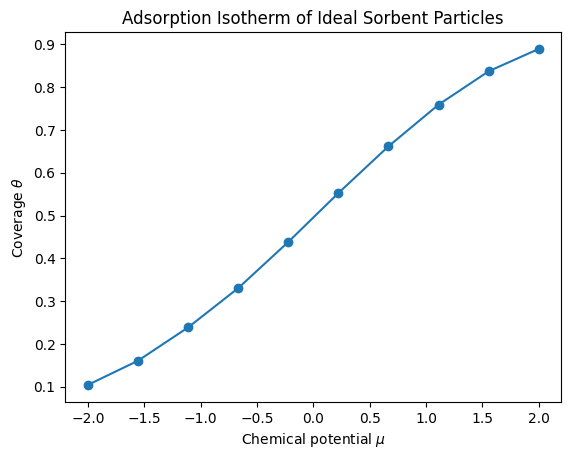 Adsorption Isotherm of Ideal Sorbent Particles
0.9
0.8
0.7
0.6
0.5
0.4
0.3
0.2
0.1
Coverage θ
−2.0 −1.5 −1.0 −0.5 0.0 0.5 1.0 1.5 2.0
Chemical potential μ